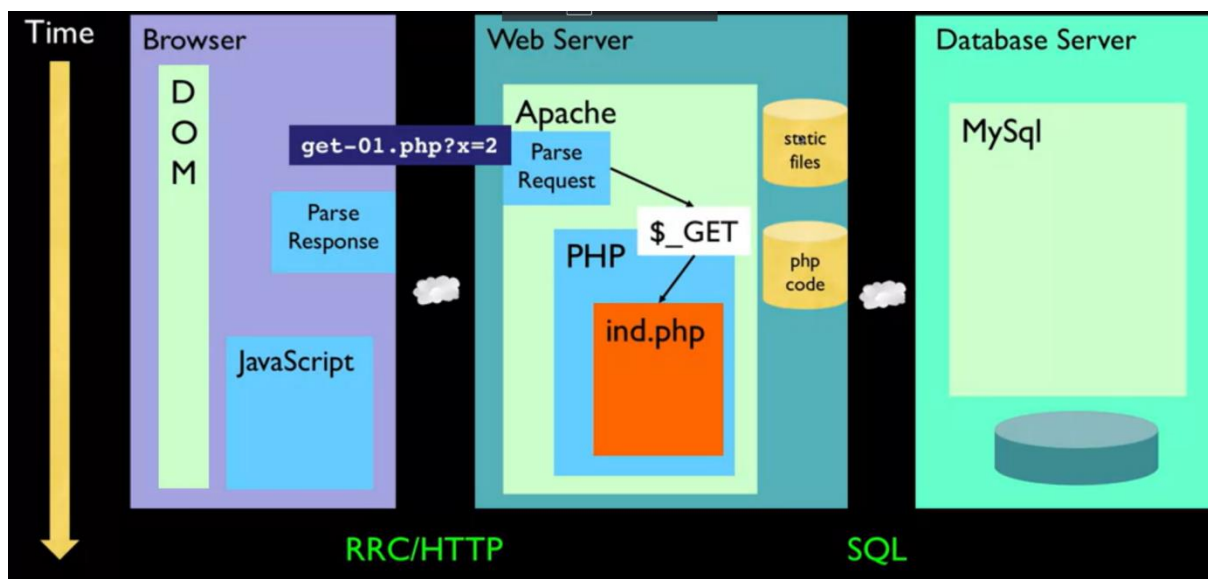 Time
Browser
Web Server
Database Server
D
O
M
Apache
static
files
MySql
get-01.php?x=2
Parse
Request
Parse
Response
$_GET
PHP
php
code
ind.php
JavaScript
RRC/HTTP
SQL